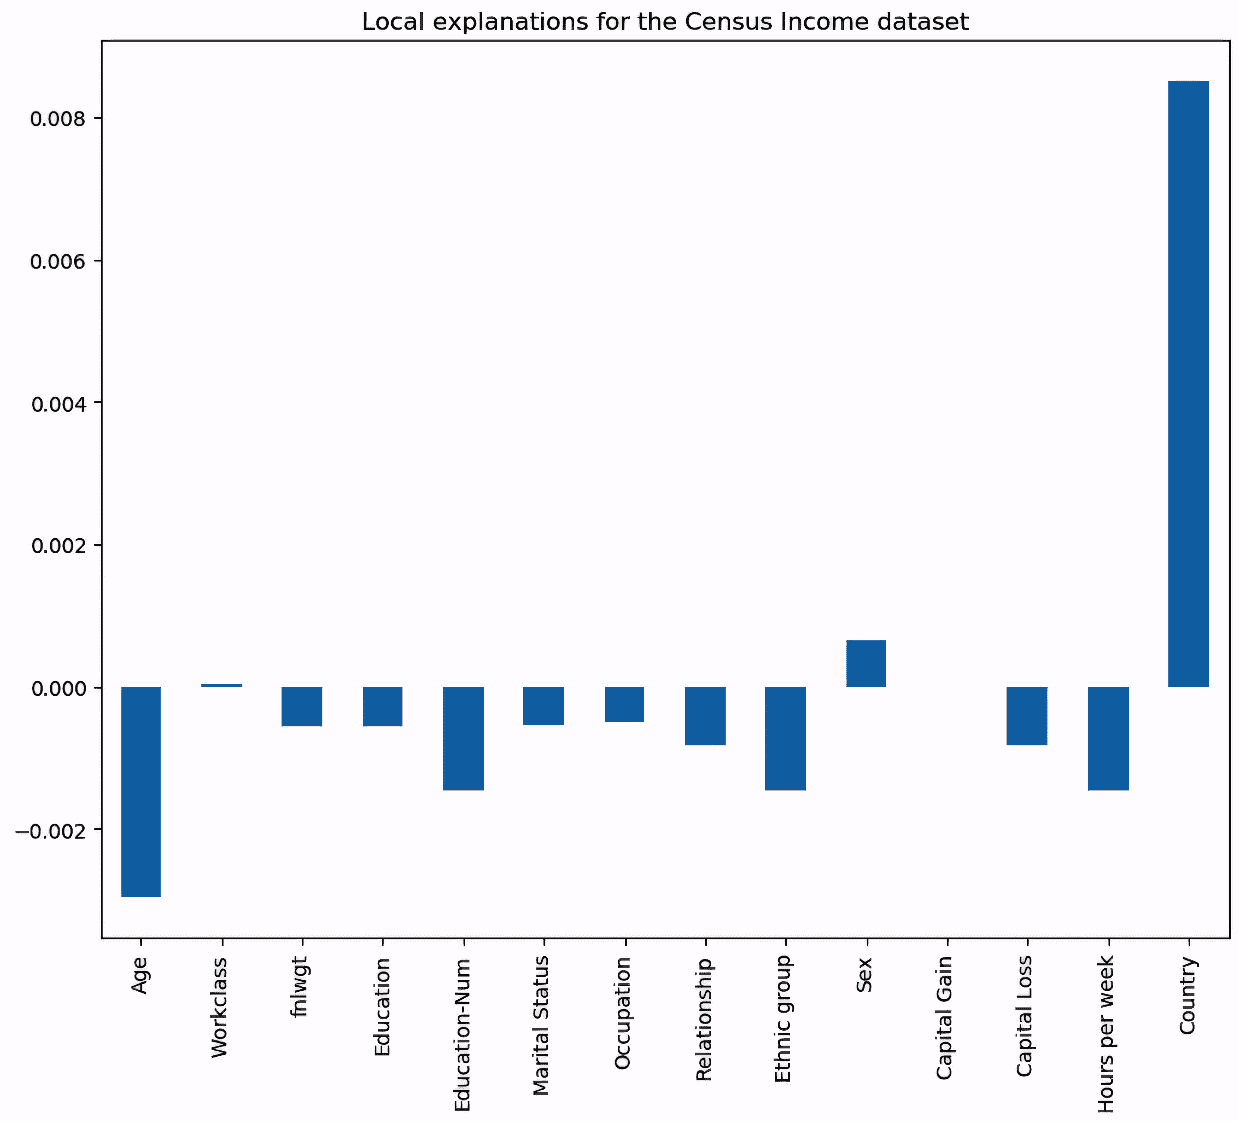 Local explanations for the Census Income dataset
0.008
0.006
0.004
0.002
0.000
−0.002
Age
Workclass
fnlwgt
Education
Education-Num
Marital Status
Occupation
Relationship
Ethnic group
Sex
Capital Gain
Capital Loss
Hours per week
Country